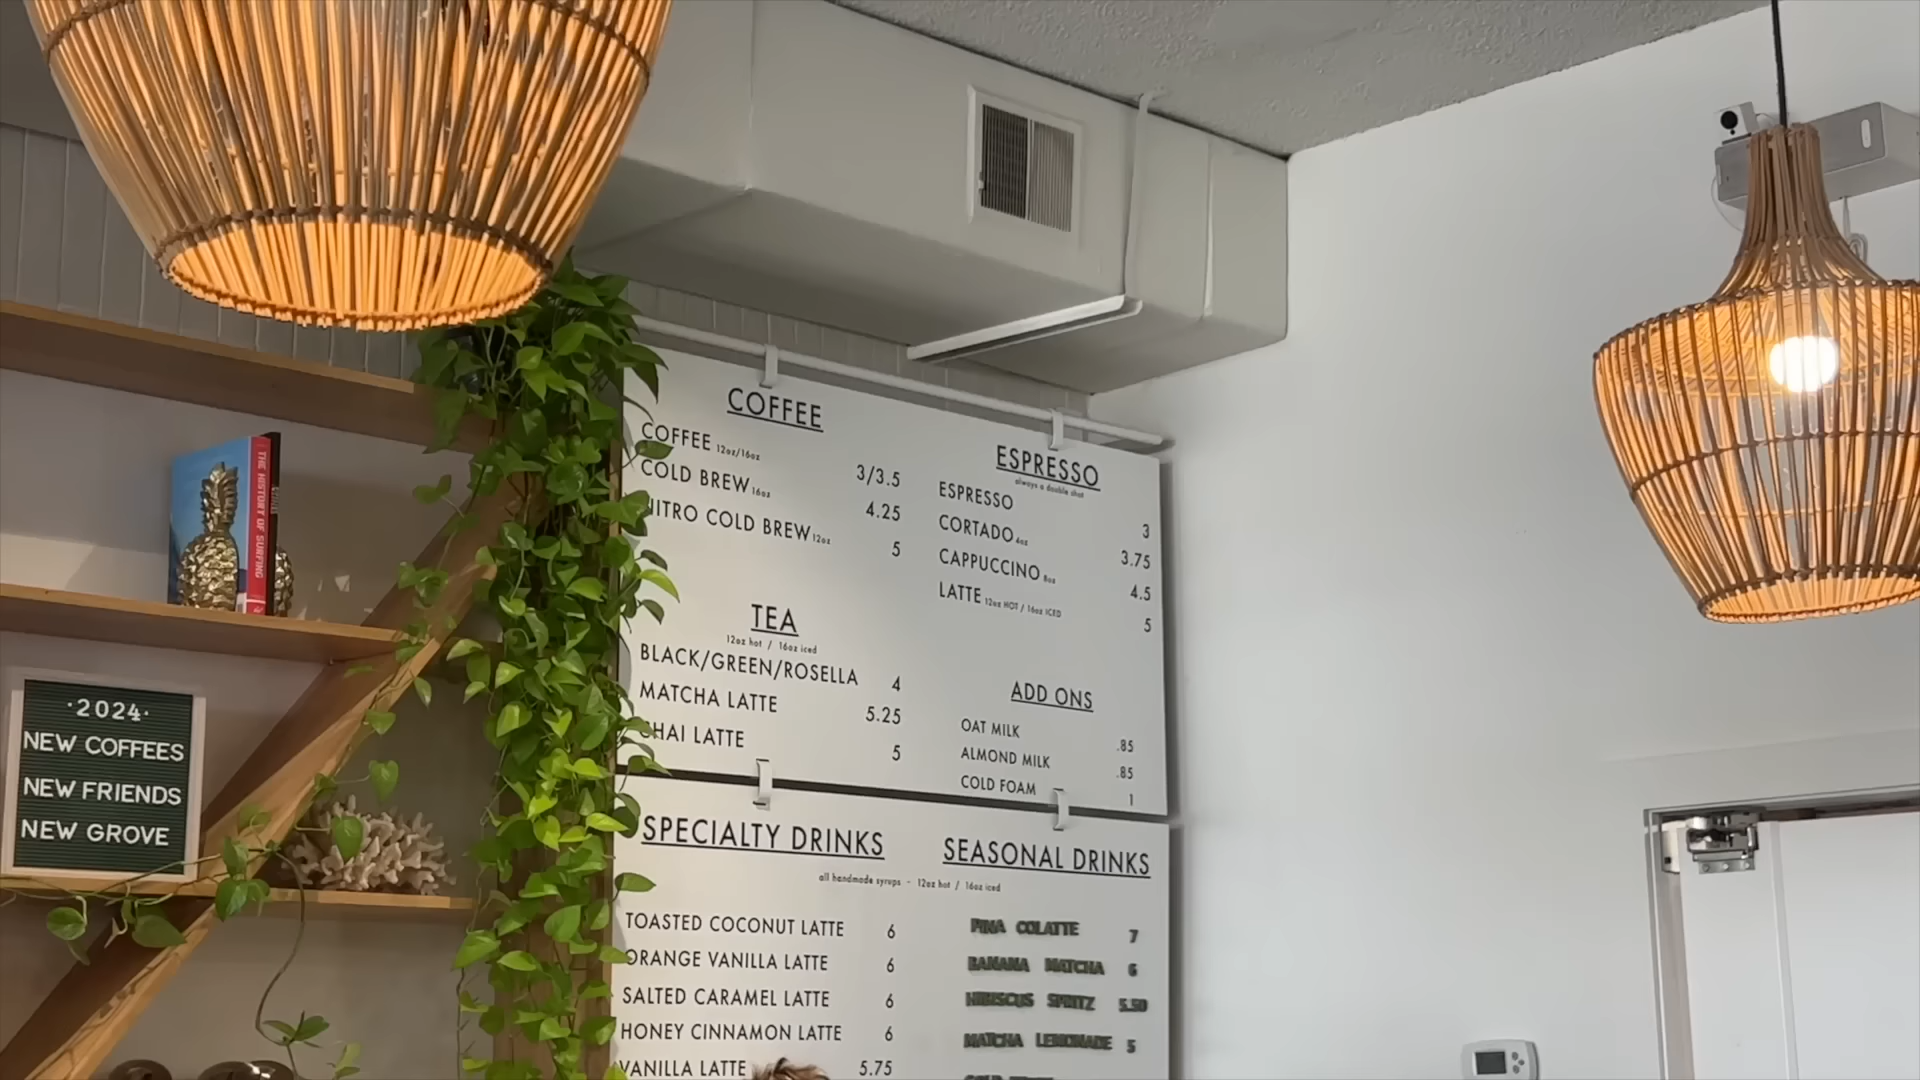 THE HISTORY OF SURFING
·2024·
NEW COFFEES
NEW FRIENDS
NEW GROVE
COFFEE
COFFEE 12oz/16oz 3/3.5
COLD BREW 16oz 4.25
NITRO COLD BREW 12oz 5
TEA
12oz hot / 16oz iced
BLACK/GREEN/ROSELLA 4
MATCHA LATTE 5.25
CHAI LATTE 5
ESPRESSO
always a double shot
ESPRESSO 3
CORTADO 4oz 3.75
CAPPUCCINO 8oz 4.5
LATTE 12oz HOT / 16oz ICED 5
ADD ONS
OAT MILK .85
ALMOND MILK .85
COLD FOAM 1
SPECIALTY DRINKS
SEASONAL DRINKS
all handmade syrups - 12oz hot / 16oz iced
TOASTED COCONUT LATTE 6
ORANGE VANILLA LATTE 6
SALTED CARAMEL LATTE 6
HONEY CINNAMON LATTE 6
VANILLA LATTE 5.75
PINA COLATTE 7
BANANA MATCHA 6
HIBISCUS SPRITZ 5.50
MATCHA LEMONADE 5